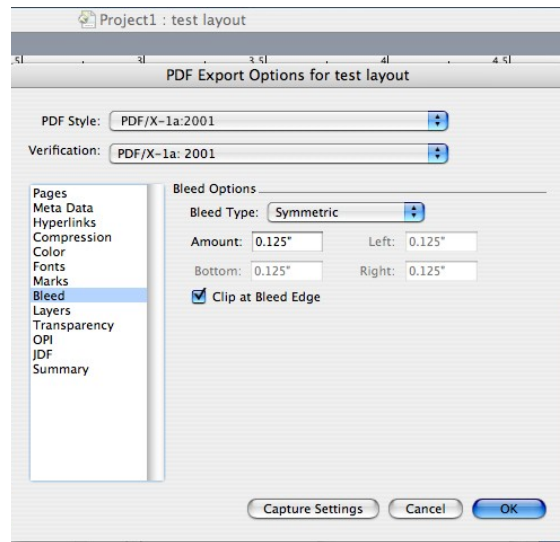 Project1 : test layout
.5| 3| 3.5| 4| 4.5|
PDF Export Options for test layout
PDF Style: PDF/X-1a:2001
Verification: PDF/X-1a: 2001
Pages
Meta Data
Hyperlinks
Compression
Color
Fonts
Marks
Bleed
Layers
Transparency
OPI
JDF
Summary
Bleed Options
Bleed Type: Symmetric
Amount: 0.125" Left: 0.125"
Bottom: 0.125" Right: 0.125"
Clip at Bleed Edge
Capture Settings Cancel OK